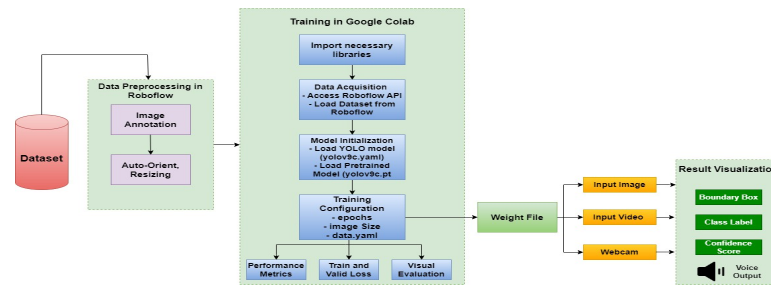 Dataset
Data Preprocessing in
Roboflow
Image
Annotation
Auto-Orient,
Resizing
Training in Google Colab
Import necessary
libraries
Data Acquisition
- Access Roboflow API
- Load Dataset from
Roboflow
Model Initialization
- Load YOLO model
(yolov9c.yaml)
- Load Pretrained
Model (yolov9c.pt
Training
Configuration
- epochs
- image Size
- data.yaml
Performance
Metrics
Train and
Valid Loss
Visual
Evaluation
Weight File
Input Image
Input Video
Webcam
Result Visualizatio
Boundary Box
Class Label
Confidence
Score
Voice
Output